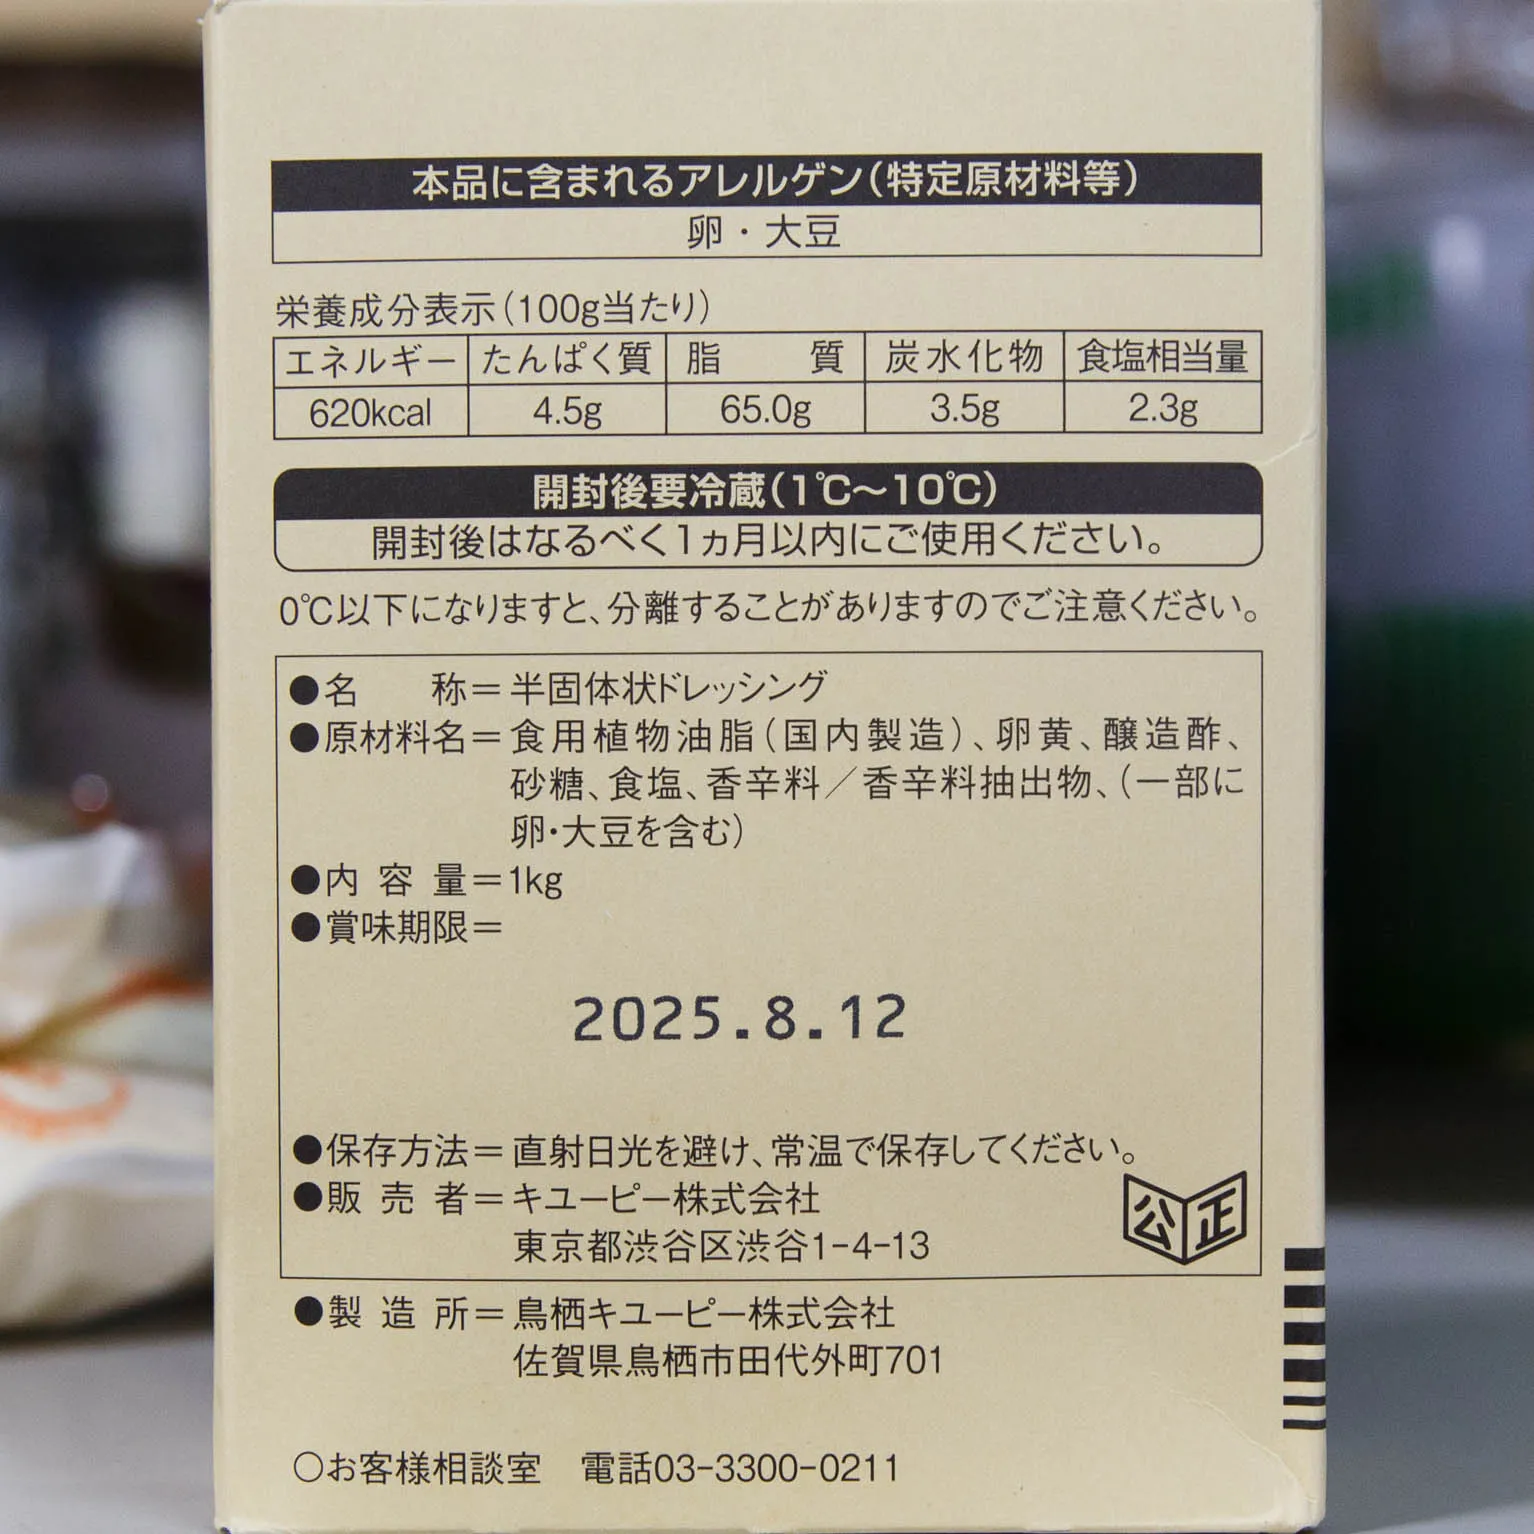 本品に含まれるアレルゲン(特定原材料等)
卵・大豆
栄養成分表示(100g当たり)
エネルギー たんぱく質 脂質 炭水化物 食塩相当量
620kcal 4.5g 65.0g 3.5g 2.3g
開封後要冷蔵(1℃〜10℃)
開封後はなるべく1ヵ月以内にご使用ください。
0℃以下になりますと、分離することがありますのでご注意ください。
●名称=半固体状ドレッシング
●原材料名=食用植物油脂(国内製造)、卵黄、醸造酢、
砂糖、食塩、香辛料/香辛料抽出物、(一部に
卵・大豆を含む)
●内容量=1kg
●賞味期限=
2025.8.12
●保存方法=直射日光を避け、常温で保存してください。
●販売者=キユーピー株式会社
東京都渋谷区渋谷1-4-13
公正
●製造所=鳥栖キユーピー株式会社
佐賀県鳥栖市田代外町701
○お客様相談室 電話03-3300-0211